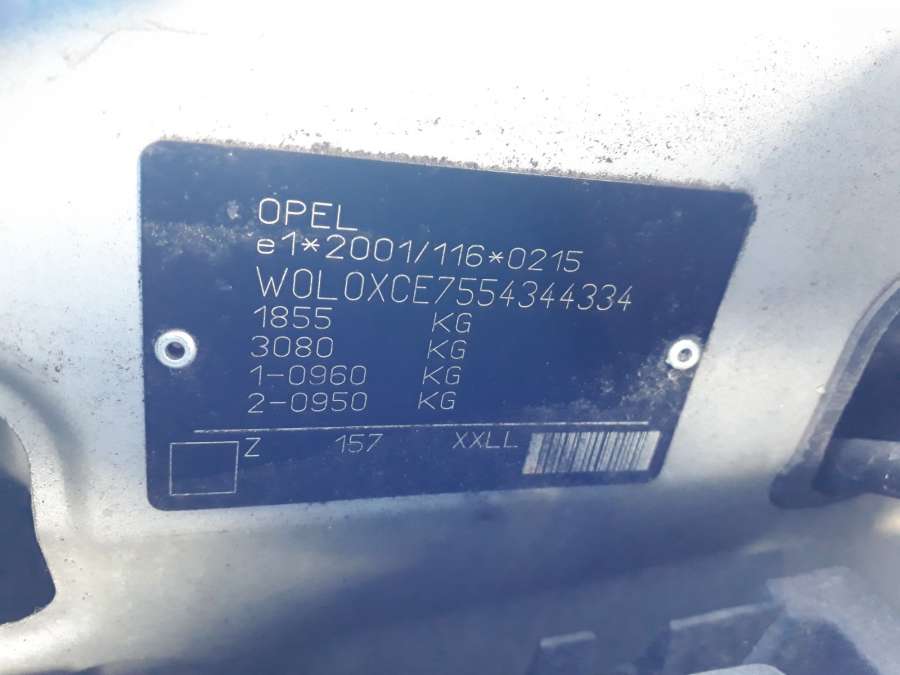 OPEL
e1*2001/116*0215
W0L0XCE7554344334
1855 KG
3080 KG
1-0960 KG
2-0950 KG
Z 157 XXLL